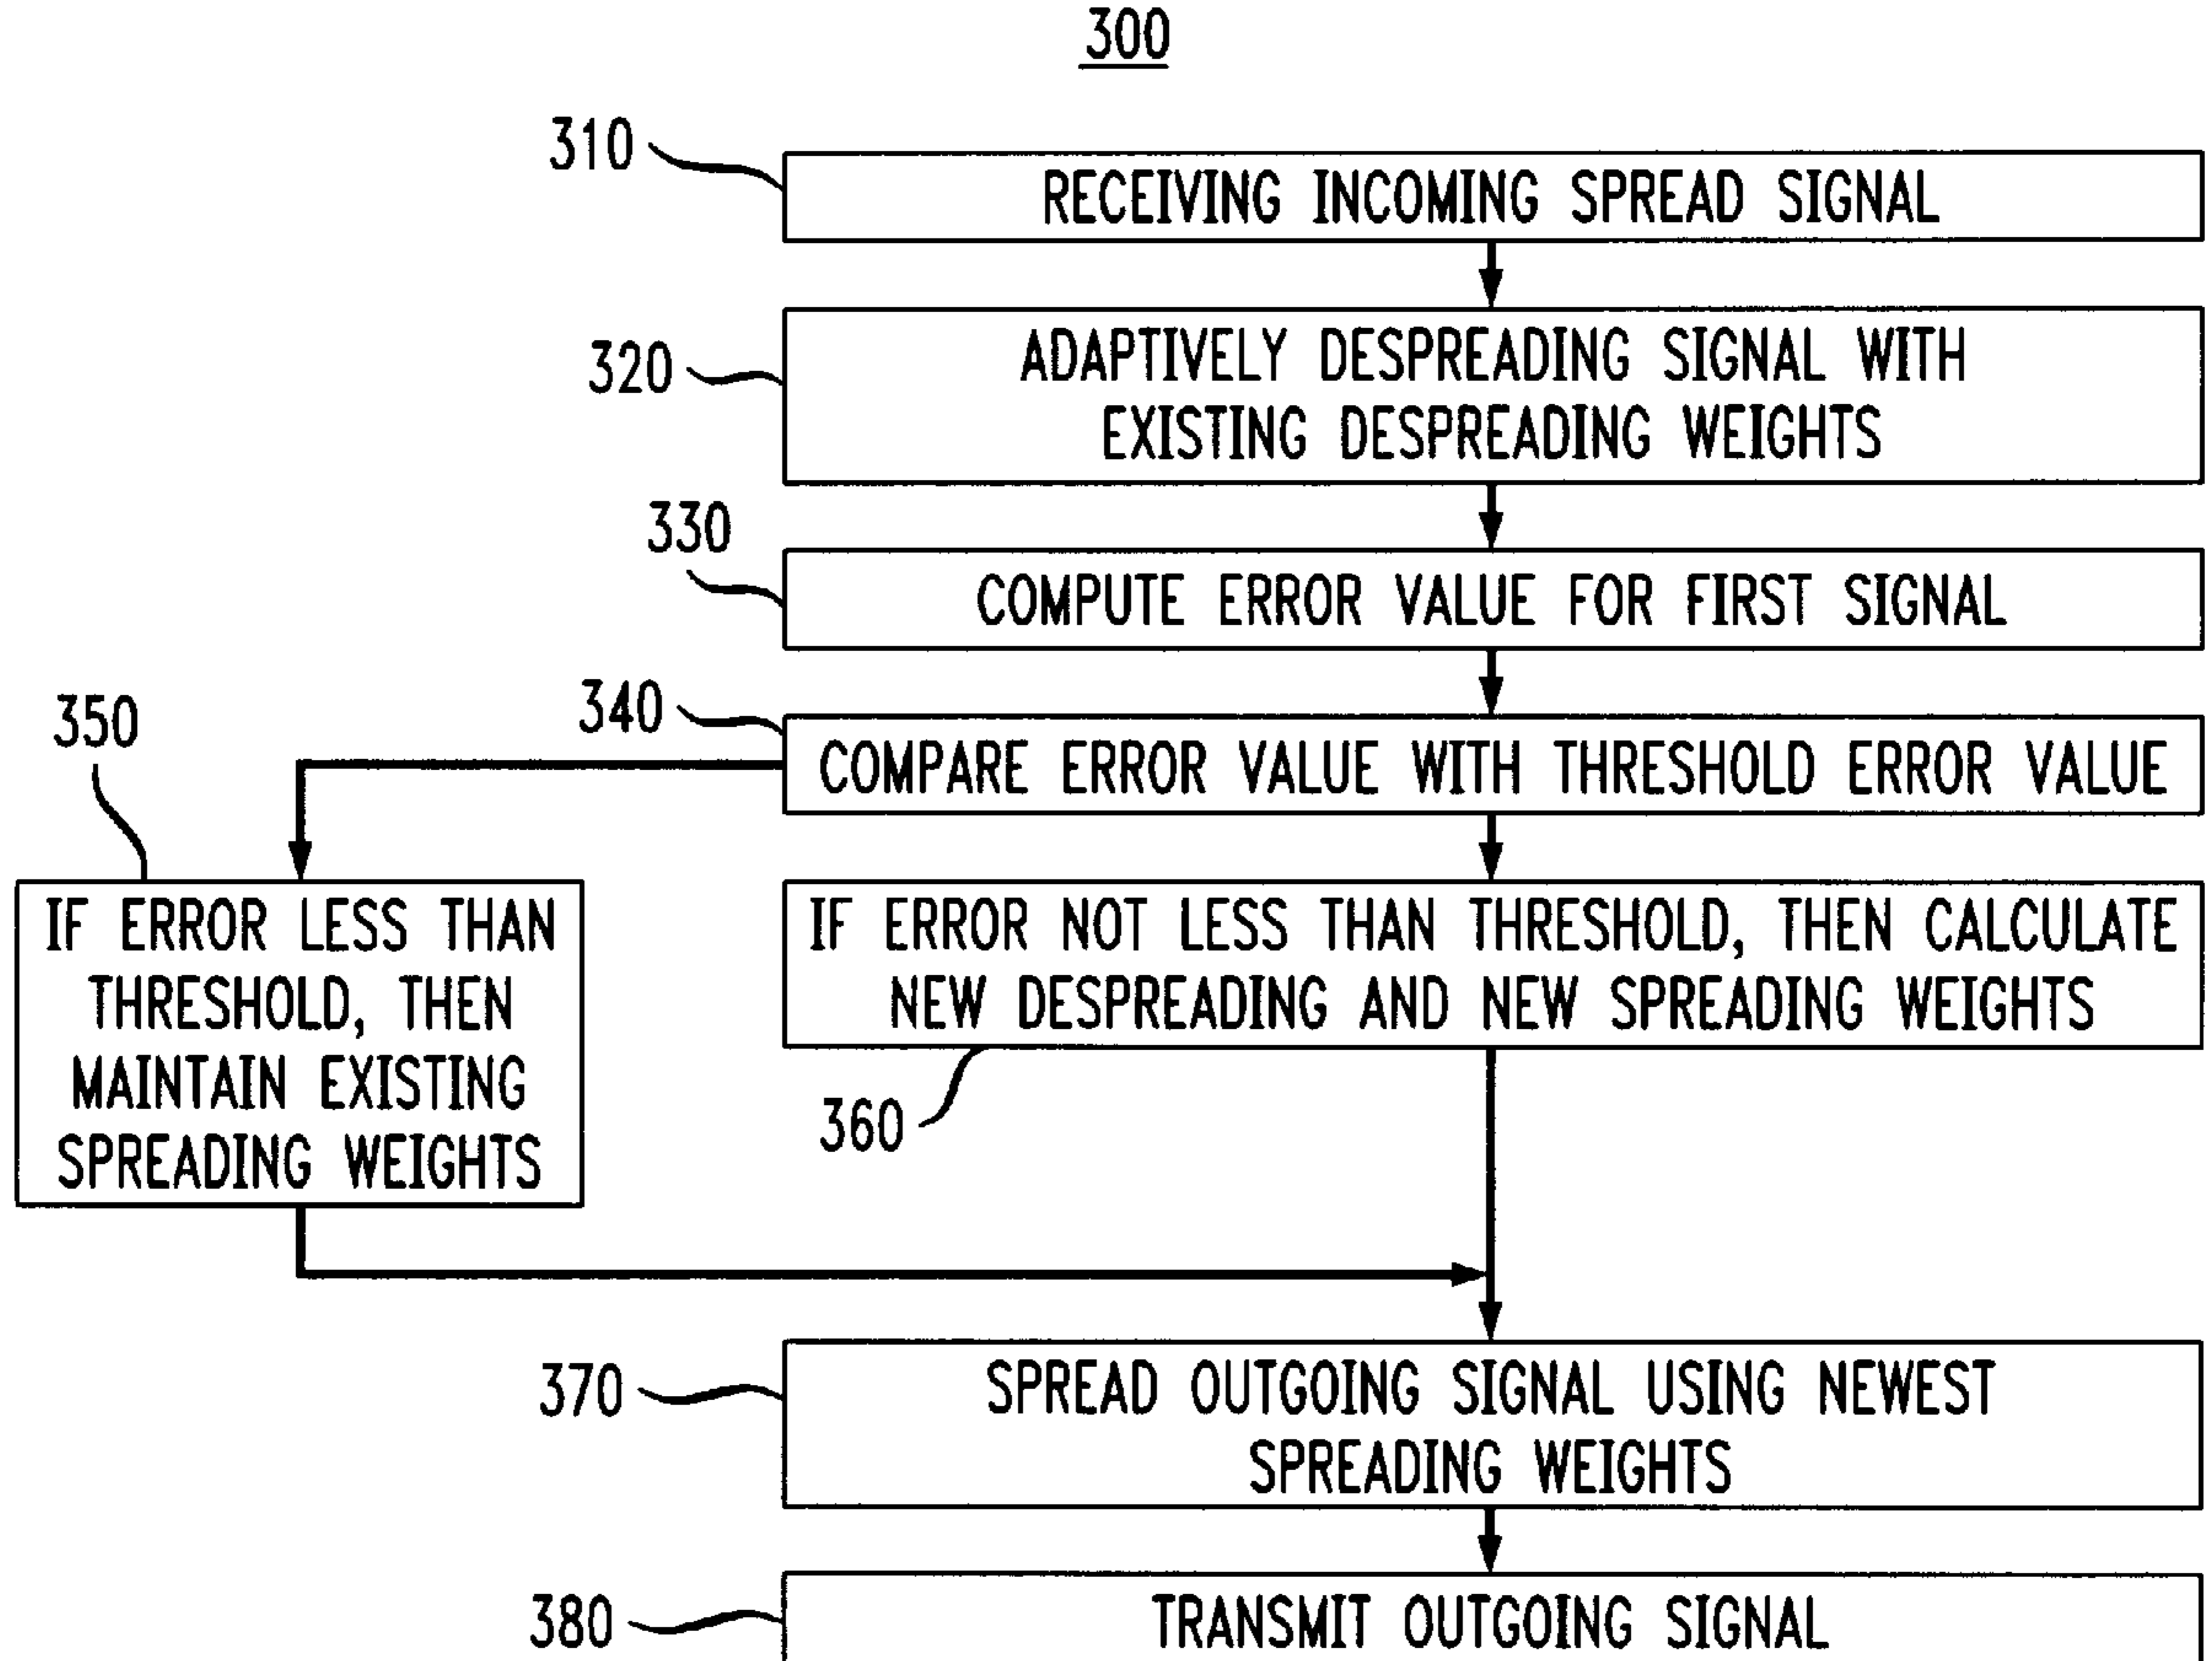 300
310
RECEIVING INCOMING SPREAD SIGNAL
320
ADAPTIVELY DESPREADING SIGNAL WITH
EXISTING DESPREADING WEIGHTS
330
COMPUTE ERROR VALUE FOR FIRST SIGNAL
340
COMPARE ERROR VALUE WITH THRESHOLD ERROR VALUE
350
IF ERROR LESS THAN
THRESHOLD, THEN
MAINTAIN EXISTING
SPREADING WEIGHTS
IF ERROR NOT LESS THAN THRESHOLD, THEN CALCULATE
NEW DESPREADING AND NEW SPREADING WEIGHTS
360
370
SPREAD OUTGOING SIGNAL USING NEWEST
SPREADING WEIGHTS
380
TRANSMIT OUTGOING SIGNAL